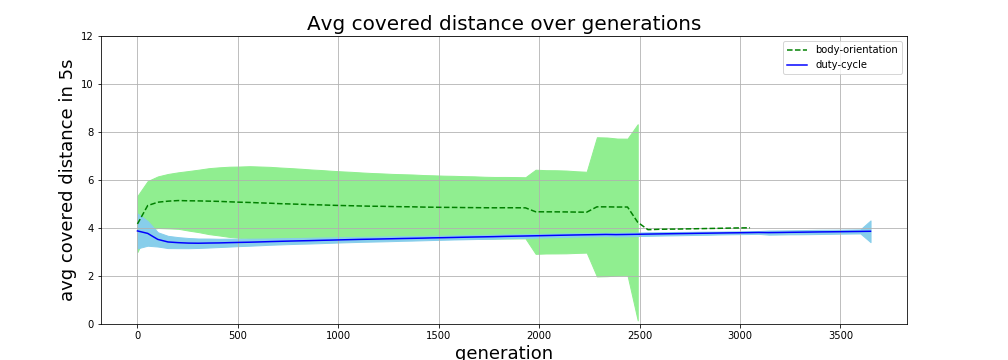 Avg covered distance over generations
avg covered distance in 5s
12
10
8
6
4
2
0
body-orientation
duty-cycle
0 500 1000 1500 2000 2500 3000 3500
generation